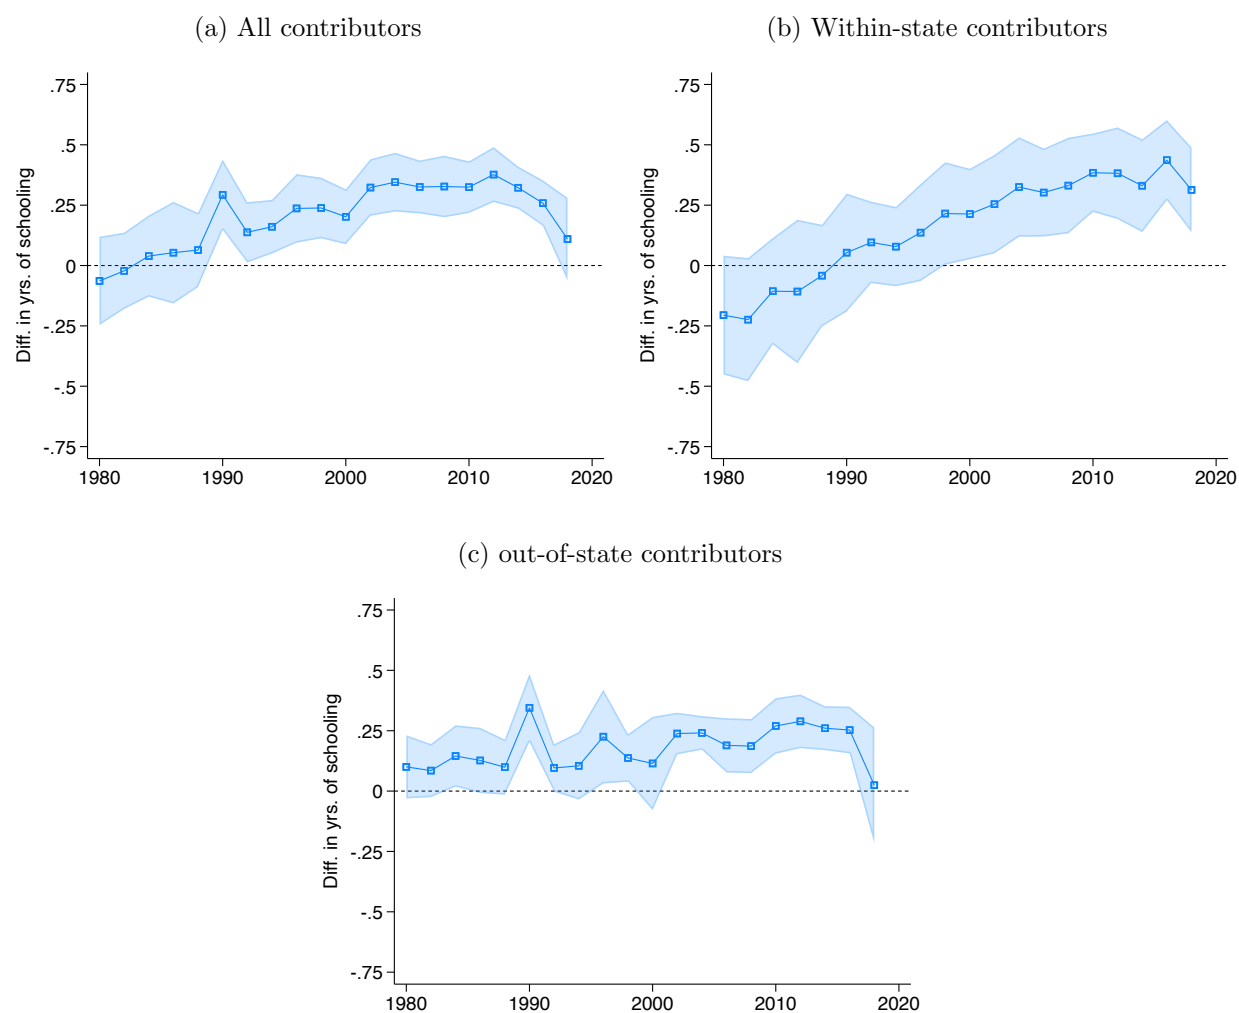 (a) All contributors
(b) Within-state contributors
Diff. in yrs. of schooling
.75
.5
.25
0
-.25
-.5
-.75
1980 1990 2000 2010 2020
Diff. in yrs. of schooling
.75
.5
.25
0
-.25
-.5
-.75
1980 1990 2000 2010 2020
(c) out-of-state contributors
Diff. in yrs. of schooling
.75
.5
.25
0
-.25
-.5
-.75
1980 1990 2000 2010 2020